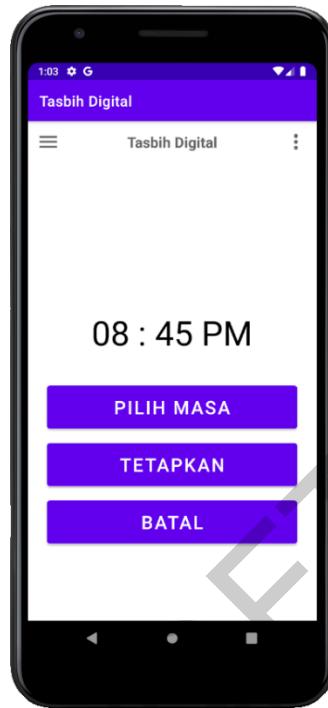 1:03 G
Tasbih Digital
Tasbih Digital
08 : 45 PM
PILIH MASA
TETAPKAN
BATAL